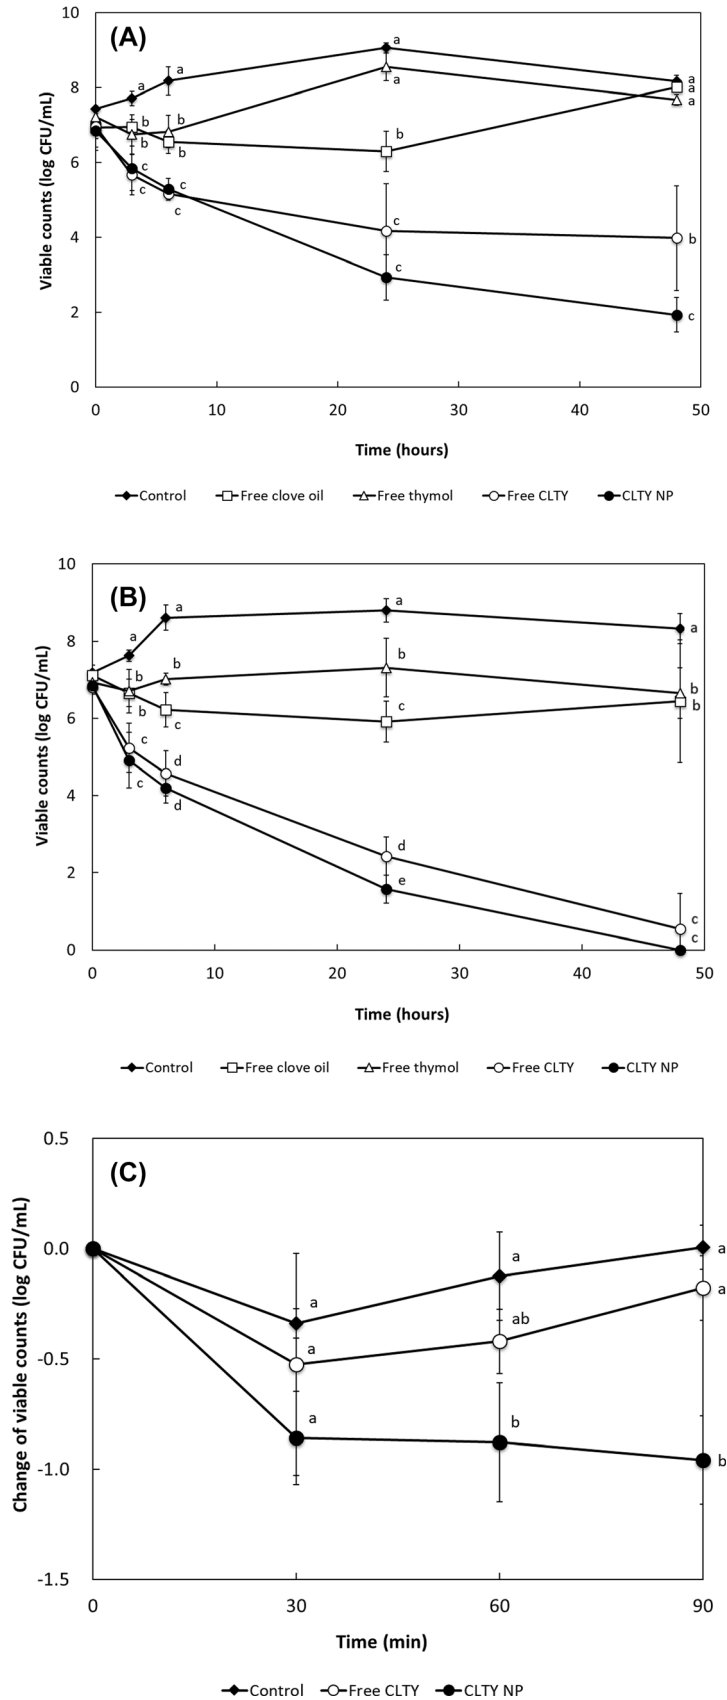 (A)
Viable counts (log CFU/mL)
10
8
6
4
2
0
a
a
a
a
a
a
a
b
b
b
b
b
c
c
c
c
c
c
b
c
0 10 20 30 40 50
Time (hours)
Control Free clove oil Free thymol Free CLTY CLTY NP
(B)
Viable counts (log CFU/mL)
10
8
6
4
2
0
a
a
a
a
b
b
b
b
b
c
c
b
c
d
c
d
d
e
c
c
0 10 20 30 40 50
Time (hours)
Control Free clove oil Free thymol Free CLTY CLTY NP
(C)
Change of viable counts (log CFU/mL)
0.5
0.0
-0.5
-1.0
-1.5
a
a
a
a
ab
a
a
b
b
0 30 60 90
Time (min)
Control Free CLTY CLTY NP